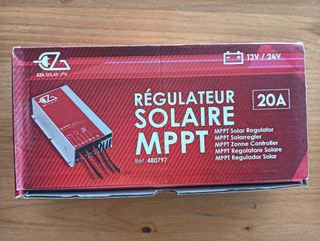 EZA SOLAR
12V / 24V
RÉGULATEUR
SOLAIRE
MPPT
20A
Réf. 480797
MPPT Solar Regulator
MPPT Solarregler
MPPT Zonne Controller
MPPT Regolatore Solare
MPPT Regulador Solar